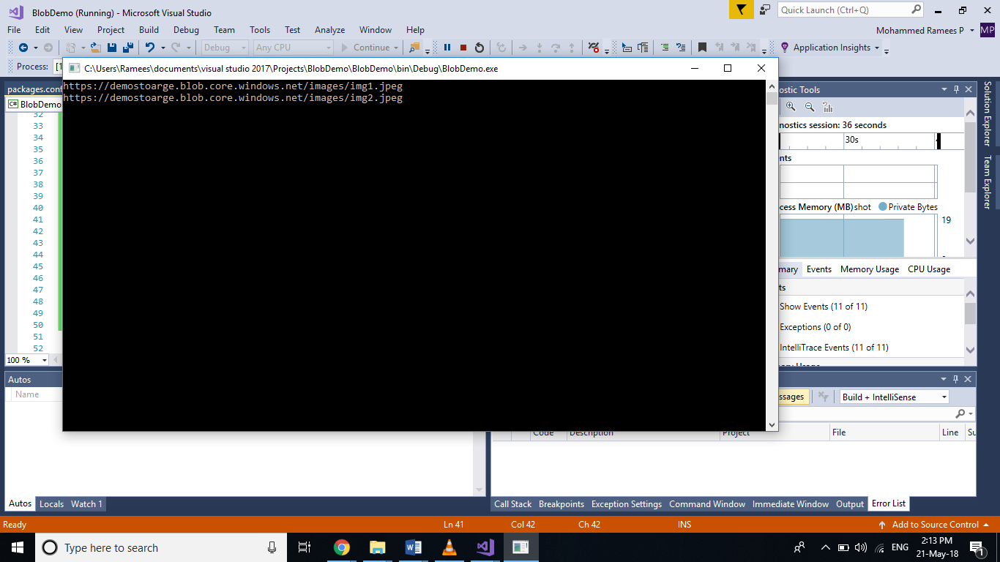 BlobDemo (Running) - Microsoft Visual Studio
Quick Launch (Ctrl+Q)
File Edit View Project Build Debug Team Tools Test Analyze Window Help
Mohammed Ramees P MP
Debug Any CPU Continue Application Insights
Process: [1
C:\Users\Ramees\documents\visual studio 2017\Projects\BlobDemo\BlobDemo\bin\Debug\BlobDemo.exe
https://demostoarge.blob.core.windows.net/images/img1.jpeg
https://demostoarge.blob.core.windows.net/images/img2.jpeg
packages.conf
C# BlobDemo
32
33
34
35
36
37
38
39
40
41
42
43
44
45
46
47
48
49
50
51
52
100 %
ostic Tools
nostics session: 36 seconds
30s
nts
cess Memory (MB) shot Private Bytes
19
mary Events Memory Usage CPU Usage
ts
Show Events (11 of 11)
Exceptions (0 of 0)
IntelliTrace Events (11 of 11)
ory Usage
Solution Explorer
Team Explorer
Autos
Name
ssages Build + IntelliSense
Code Description Project File Line Su
Autos Locals Watch 1
Call Stack Breakpoints Exception Settings Command Window Immediate Window Output Error List
Ready Ln 41 Col 42 Ch 42 INS Add to Source Control
Type here to search
ENG
2:13 PM
21-May-18
1